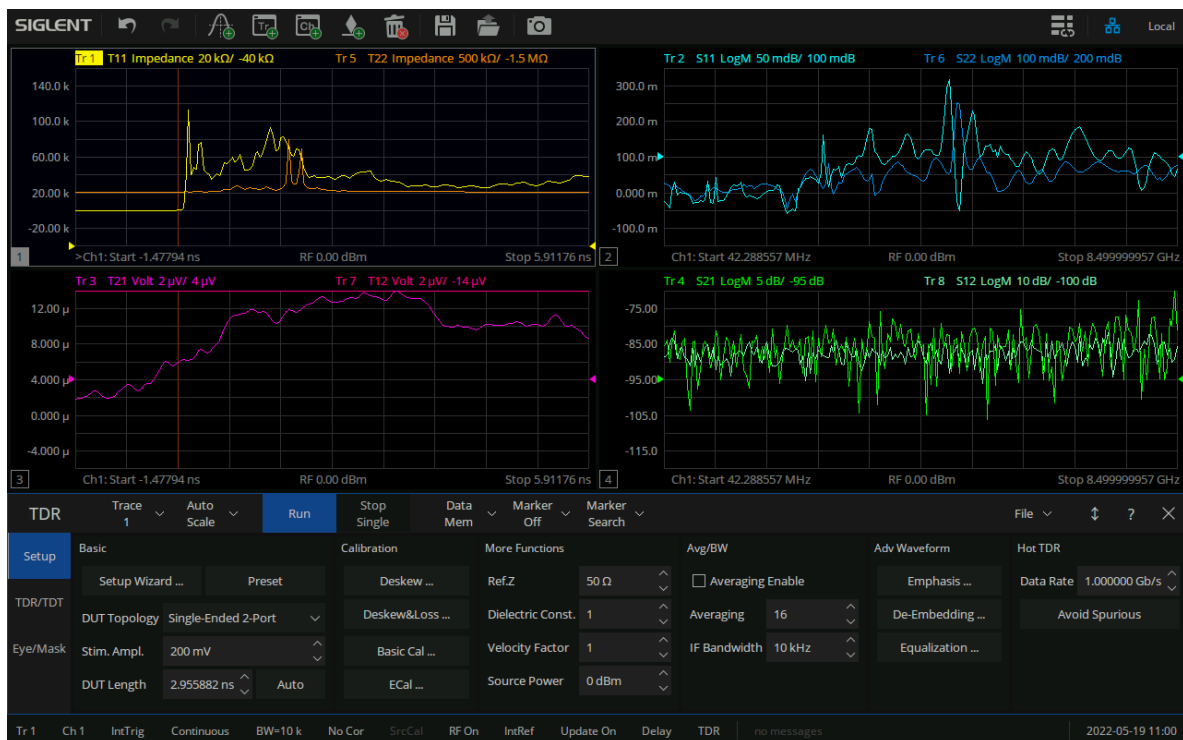 SIGLENT Tr Ch Local
Tr 1 T11 Impedance 20 kΩ/ -40 kΩ Tr 5 T22 Impedance 500 kΩ/ -1.5 MΩ
140.0 k
100.0 k
60.00 k
20.00 k
-20.00 k
1 >Ch1: Start -1.47794 ns RF 0.00 dBm Stop 5.91176 ns
Tr 2 S11 LogM 50 mdB/ 100 mdB Tr 6 S22 LogM 100 mdB/ 200 mdB
300.0 m
200.0 m
100.0 m
0.000 m
-100.0 m
2 Ch1: Start 42.288557 MHz RF 0.00 dBm Stop 8.499999957 GHz
Tr 3 T21 Volt 2 μV/ 4 μV Tr 7 T12 Volt 2 μV/ -14 μV
12.00 μ
8.000 μ
4.000 μ
0.000 μ
-4.000 μ
3 Ch1: Start -1.47794 ns RF 0.00 dBm Stop 5.91176 ns
Tr 4 S21 LogM 5 dB/ -95 dB Tr 8 S12 LogM 10 dB/ -100 dB
-75.00
-85.00
-95.00
-105.0
-115.0
4 Ch1: Start 42.288557 MHz RF 0.00 dBm Stop 8.499999957 GHz
TDR
Trace
1
Auto
Scale
Run
Stop
Single
Data
Mem
Marker
Off
Marker
Search
File ?
Setup
TDR/TDT
Eye/Mask
Basic
Setup Wizard ... Preset
DUT Topology Single-Ended 2-Port
Stim. Ampl. 200 mV
DUT Length 2.955882 ns Auto
Calibration
Deskew ...
Deskew&Loss ...
Basic Cal ...
ECal ...
More Functions
Ref.Z 50 Ω
Dielectric Const. 1
Velocity Factor 1
Source Power 0 dBm
Avg/BW
Averaging Enable
Averaging 16
IF Bandwidth 10 kHz
Adv Waveform
Emphasis ...
De-Embedding ...
Equalization ...
Hot TDR
Data Rate 1.000000 Gb/s
Avoid Spurious
Tr 1 Ch 1 IntTrig Continuous BW=10 k No Cor SrcCal RF On IntRef Update On Delay TDR no messages 2022-05-19 11:00